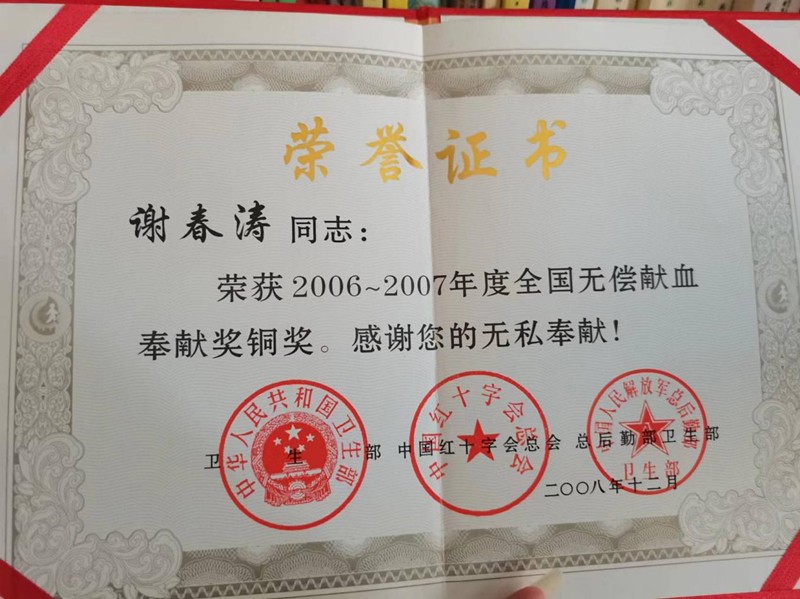 荣誉证书
谢春涛 同志：
荣获2006~2007年度全国无偿献血
奉献奖铜奖。感谢您的无私奉献！
卫生部 中国红十字会总会 总后勤部卫生部
二〇〇八年十二月
中华人民共和国卫生部
中国红十字会总会
中国人民解放军总后勤部
卫生部